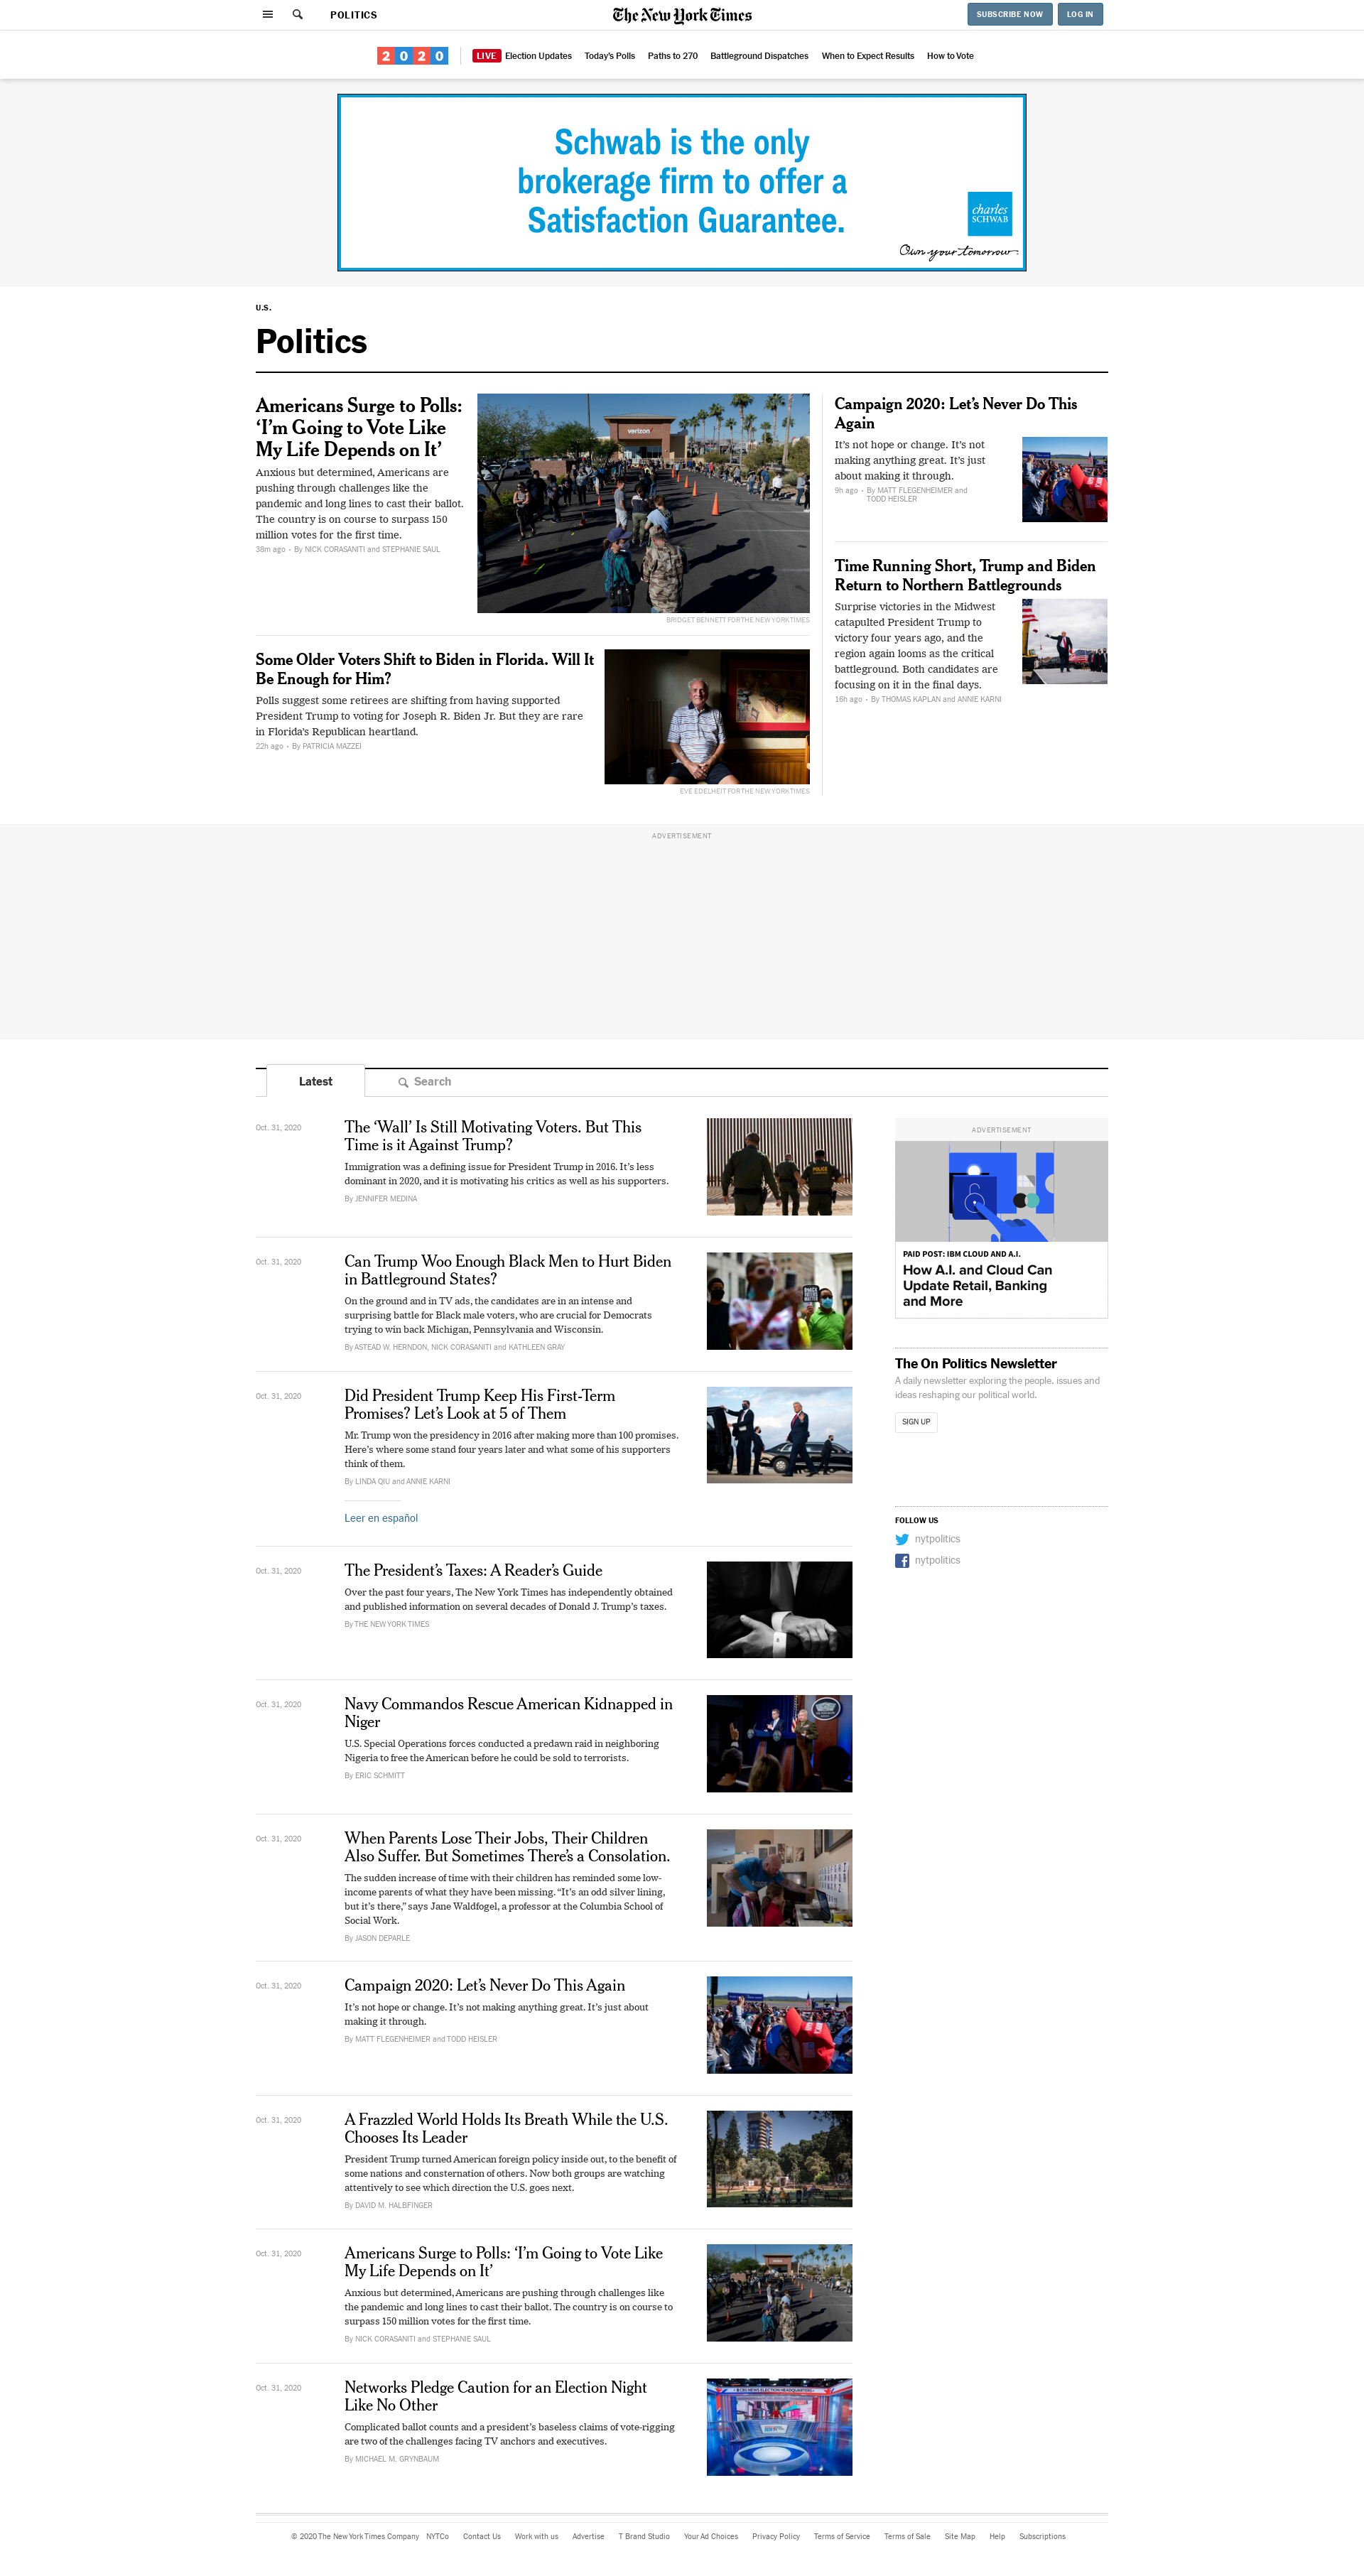 POLITICS
The New York Times
SUBSCRIBE NOW
LOG IN
2020
LIVE Election Updates
Today's Polls
Paths to 270
Battleground Dispatches
When to Expect Results
How to Vote
Schwab is the only
brokerage firm to offer a
Satisfaction Guarantee.
charles
SCHWAB
Own your tomorrow
U.S.
Politics
Americans Surge to Polls:
‘I’m Going to Vote Like
My Life Depends on It’
Anxious but determined, Americans are
pushing through challenges like the
pandemic and long lines to cast their ballot.
The country is on course to surpass 150
million votes for the first time.
38m ago • By NICK CORASANITI and STEPHANIE SAUL
verizon
BRIDGET BENNETT FOR THE NEW YORK TIMES
Some Older Voters Shift to Biden in Florida. Will It
Be Enough for Him?
Polls suggest some retirees are shifting from having supported
President Trump to voting for Joseph R. Biden Jr. But they are rare
in Florida’s Republican heartland.
22h ago • By PATRICIA MAZZEI
EVE EDELHEIT FOR THE NEW YORK TIMES
Campaign 2020: Let’s Never Do This
Again
It’s not hope or change. It’s not
making anything great. It’s just
about making it through.
9h ago • By MATT FLEGENHEIMER and
TODD HEISLER
Time Running Short, Trump and Biden
Return to Northern Battlegrounds
Surprise victories in the Midwest
catapulted President Trump to
victory four years ago, and the
region again looms as the critical
battleground. Both candidates are
focusing on it in the final days.
16h ago • By THOMAS KAPLAN and ANNIE KARNI
ADVERTISEMENT
Latest
Search
Oct. 31, 2020
The ‘Wall’ Is Still Motivating Voters. But This
Time is it Against Trump?
Immigration was a defining issue for President Trump in 2016. It’s less
dominant in 2020, and it is motivating his critics as well as his supporters.
By JENNIFER MEDINA
POLICE
Oct. 31, 2020
Can Trump Woo Enough Black Men to Hurt Biden
in Battleground States?
On the ground and in TV ads, the candidates are in an intense and
surprising battle for Black male voters, who are crucial for Democrats
trying to win back Michigan, Pennsylvania and Wisconsin.
By ASTEAD W. HERNDON, NICK CORASANITI and KATHLEEN GRAY
Oct. 31, 2020
Did President Trump Keep His First-Term
Promises? Let’s Look at 5 of Them
Mr. Trump won the presidency in 2016 after making more than 100 promises.
Here’s where some stand four years later and what some of his supporters
think of them.
By LINDA QIU and ANNIE KARNI
Leer en español
Oct. 31, 2020
The President’s Taxes: A Reader’s Guide
Over the past four years, The New York Times has independently obtained
and published information on several decades of Donald J. Trump’s taxes.
By THE NEW YORK TIMES
Oct. 31, 2020
Navy Commandos Rescue American Kidnapped in
Niger
U.S. Special Operations forces conducted a predawn raid in neighboring
Nigeria to free the American before he could be sold to terrorists.
By ERIC SCHMITT
Oct. 31, 2020
When Parents Lose Their Jobs, Their Children
Also Suffer. But Sometimes There’s a Consolation.
The sudden increase of time with their children has reminded some low-
income parents of what they have been missing. “It’s an odd silver lining,
but it’s there,” says Jane Waldfogel, a professor at the Columbia School of
Social Work.
By JASON DEPARLE
Oct. 31, 2020
Campaign 2020: Let’s Never Do This Again
It’s not hope or change. It’s not making anything great. It’s just about
making it through.
By MATT FLEGENHEIMER and TODD HEISLER
Oct. 31, 2020
A Frazzled World Holds Its Breath While the U.S.
Chooses Its Leader
President Trump turned American foreign policy inside out, to the benefit of
some nations and consternation of others. Now both groups are watching
attentively to see which direction the U.S. goes next.
By DAVID M. HALBFINGER
Oct. 31, 2020
Americans Surge to Polls: ‘I’m Going to Vote Like
My Life Depends on It’
Anxious but determined, Americans are pushing through challenges like
the pandemic and long lines to cast their ballot. The country is on course to
surpass 150 million votes for the first time.
By NICK CORASANITI and STEPHANIE SAUL
Oct. 31, 2020
Networks Pledge Caution for an Election Night
Like No Other
Complicated ballot counts and a president’s baseless claims of vote-rigging
are two of the challenges facing TV anchors and executives.
By MICHAEL M. GRYNBAUM
ADVERTISEMENT
PAID POST: IBM CLOUD AND A.I.
How A.I. and Cloud Can
Update Retail, Banking
and More
The On Politics Newsletter
A daily newsletter exploring the people, issues and
ideas reshaping our political world.
SIGN UP
FOLLOW US
nytpolitics
nytpolitics
© 2020 The New York Times Company
NYTCo
Contact Us
Work with us
Advertise
T Brand Studio
Your Ad Choices
Privacy Policy
Terms of Service
Terms of Sale
Site Map
Help
Subscriptions